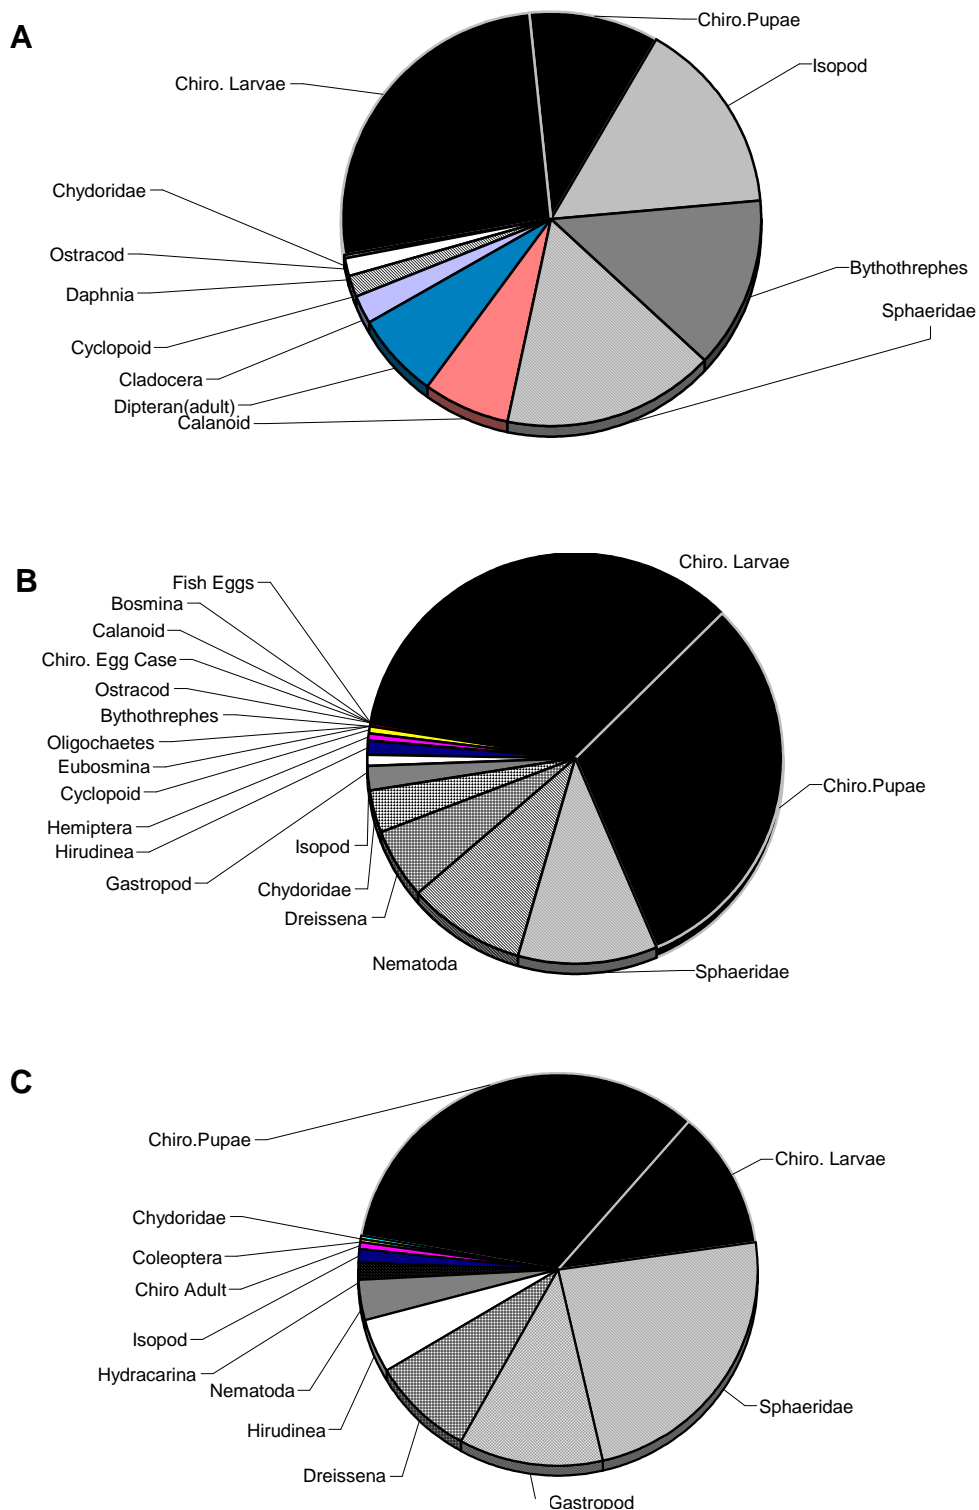 A
Chiro.Pupae
Isopod
Chiro. Larvae
Chydoridae
Ostracod
Bythothrephes
Daphnia
Sphaeridae
Cyclopoid
Cladocera
Dipteran(adult)
Calanoid
B
Chiro. Larvae
Fish Eggs
Bosmina
Calanoid
Chiro. Egg Case
Ostracod
Bythothrephes
Oligochaetes
Eubosmina
Cyclopoid
Chiro.Pupae
Hemiptera
Isopod
Hirudinea
Gastropod
Chydoridae
Dreissena
Nematoda
Sphaeridae
C
Chiro.Pupae
Chiro. Larvae
Chydoridae
Coleoptera
Chiro Adult
Isopod
Hydracarina
Nematoda
Sphaeridae
Hirudinea
Dreissena
Gastropod